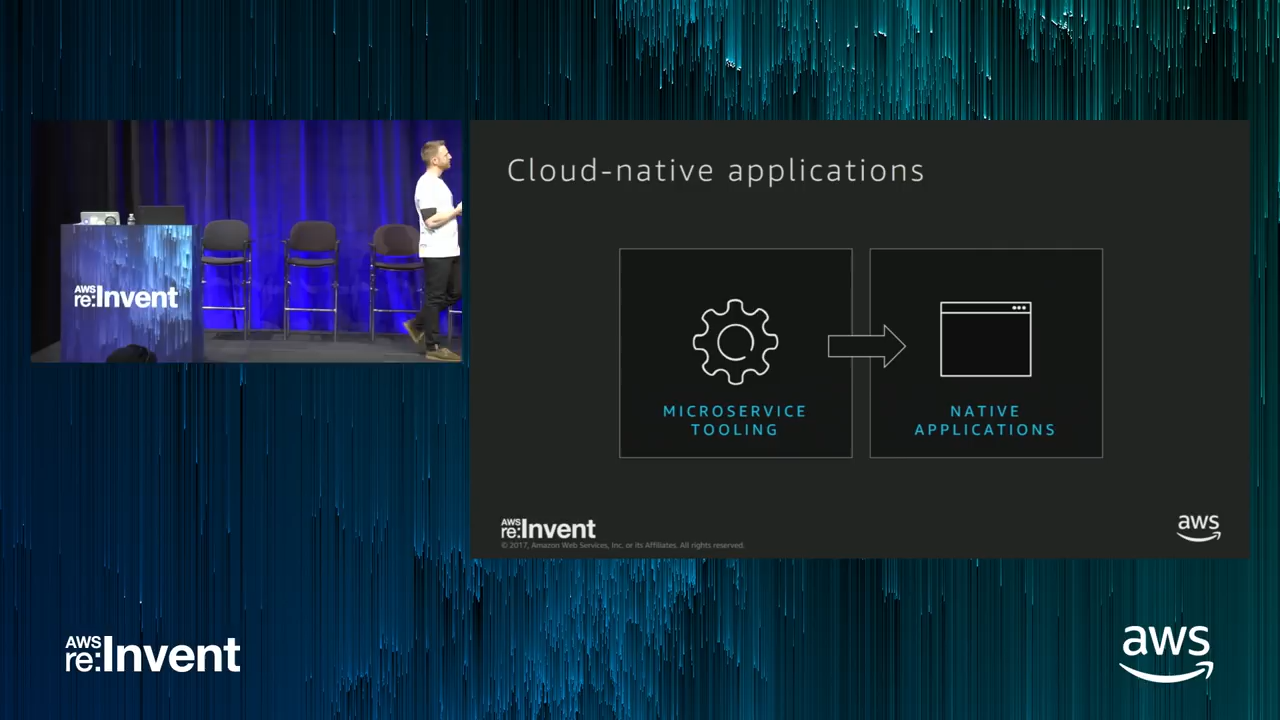 Cloud-native applications
AWS
re:Invent
MICROSERVICE
TOOLING
NATIVE
APPLICATIONS
AWS
re:Invent
© 2017, Amazon Web Services, Inc. or its Affiliates. All rights reserved.
aws
AWS
re:Invent
aws